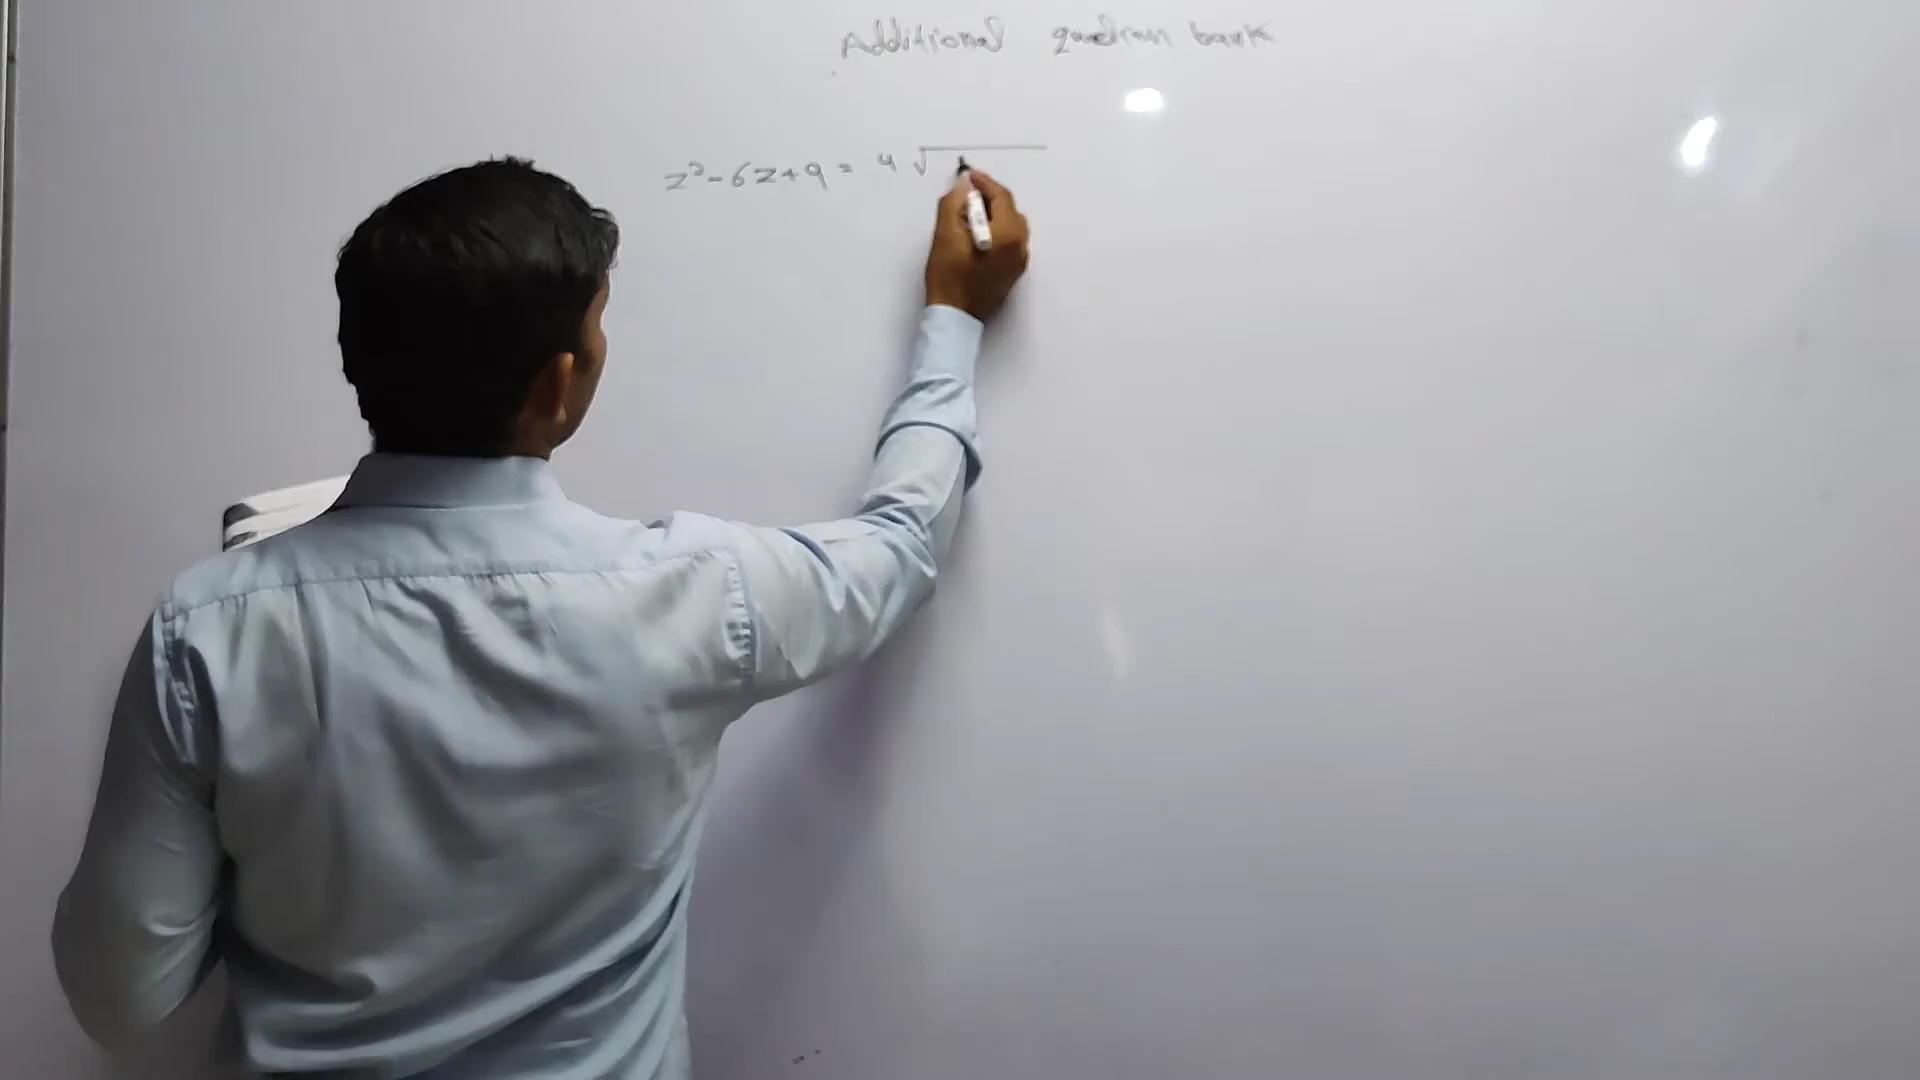 Additional question bank
z²-6z+9= 4√